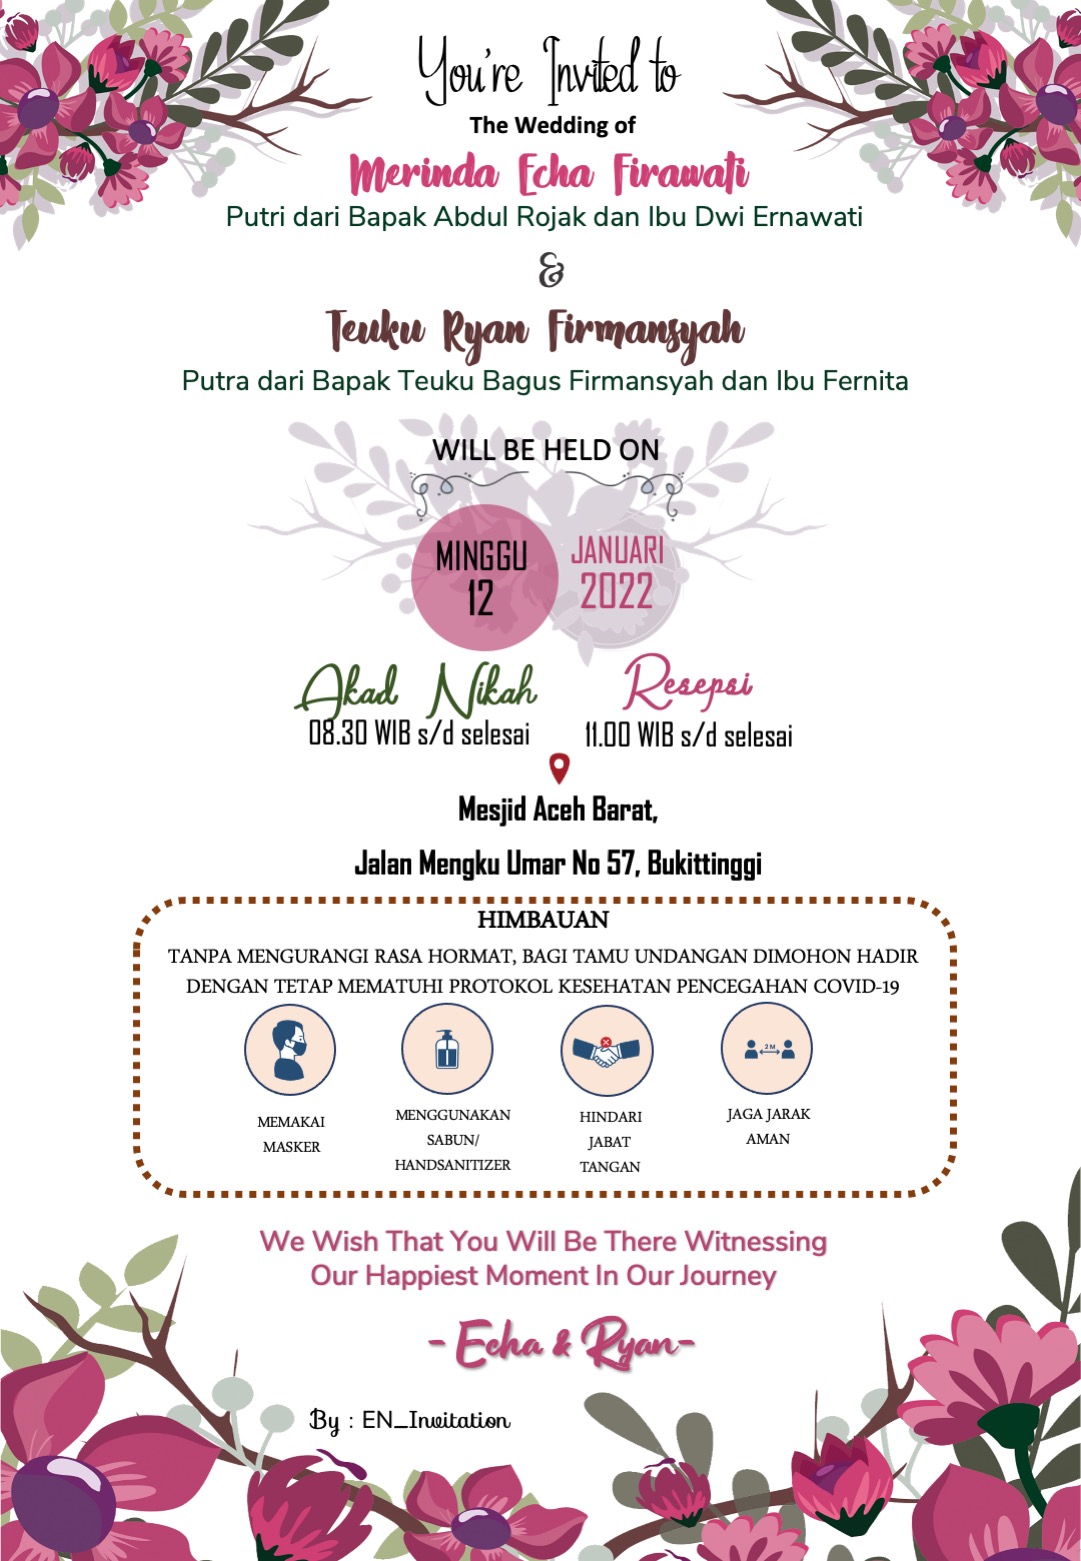 You're Invited to
The Wedding of
Merinda Echa Firawati
Putri dari Bapak Abdul Rojak dan Ibu Dwi Ernawati
&
Teuku Ryan Firmansyah
Putra dari Bapak Teuku Bagus Firmansyah dan Ibu Fernita
WILL BE HELD ON
MINGGU
12
JANUARI
2022
Akad Nikah
08.30 WIB s/d selesai
Resepsi
11.00 WIB s/d selesai
Mesjid Aceh Barat,
Jalan Mengku Umar No 57, Bukittinggi
HIMBAUAN
TANPA MENGURANGI RASA HORMAT, BAGI TAMU UNDANGAN DIMOHON HADIR
DENGAN TETAP MEMATUHI PROTOKOL KESEHATAN PENCEGAHAN COVID-19
MEMAKAI
MASKER
MENGGUNAKAN
SABUN/
HANDSANITIZER
HINDARI
JABAT
TANGAN
2 M
JAGA JARAK
AMAN
We Wish That You Will Be There Witnessing
Our Happiest Moment In Our Journey
- Echa & Ryan-
By : EN_Invitation